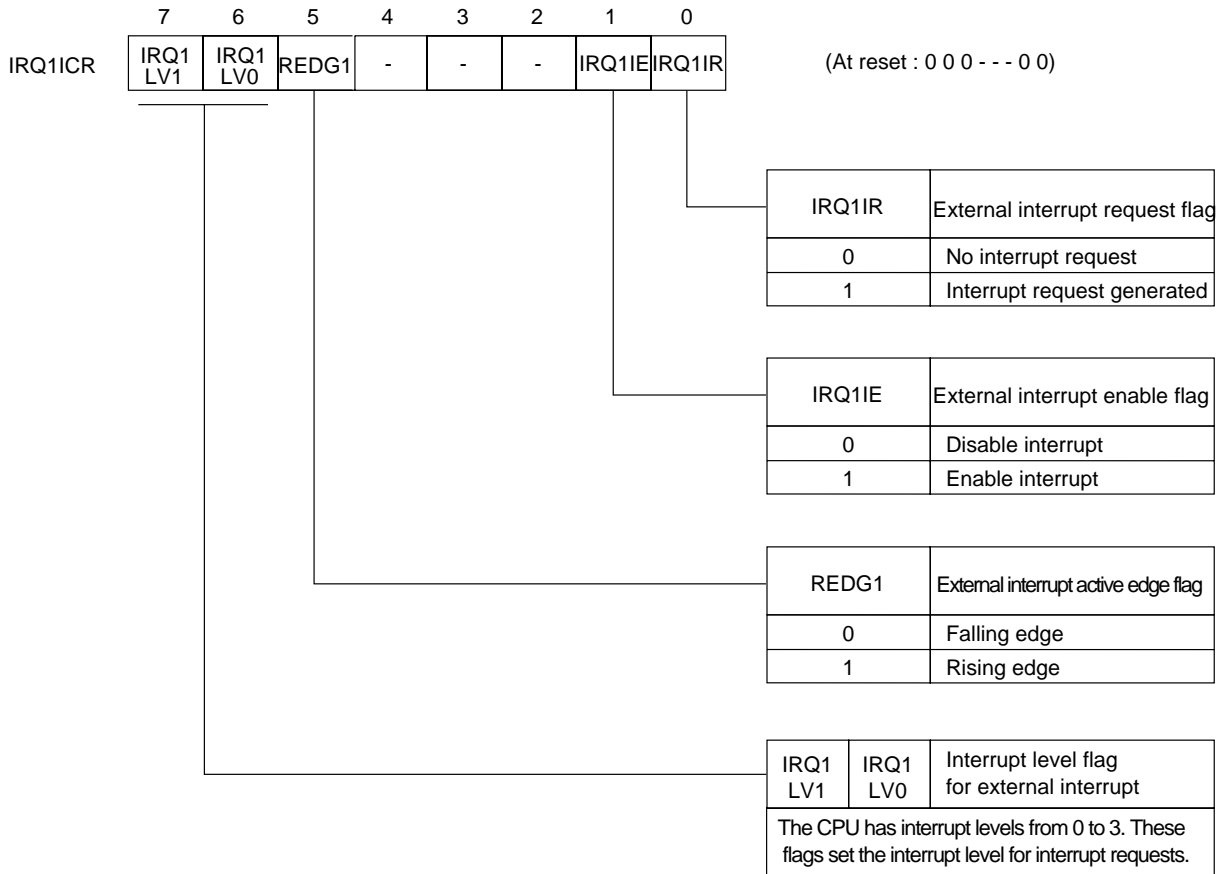 7 6 5 4 3 2 1 0
IRQ1ICR IRQ1 LV1 IRQ1 LV0 REDG1 - - - IRQ1IE IRQ1IR (At reset : 0 0 0 - - - 0 0)
IRQ1IR External interrupt request flag
0 No interrupt request
1 Interrupt request generated
IRQ1IE External interrupt enable flag
0 Disable interrupt
1 Enable interrupt
REDG1 External interrupt active edge flag
0 Falling edge
1 Rising edge
IRQ1 IRQ1 Interrupt level flag
LV1 LV0 for external interrupt
The CPU has interrupt levels from 0 to 3. These
flags set the interrupt level for interrupt requests.